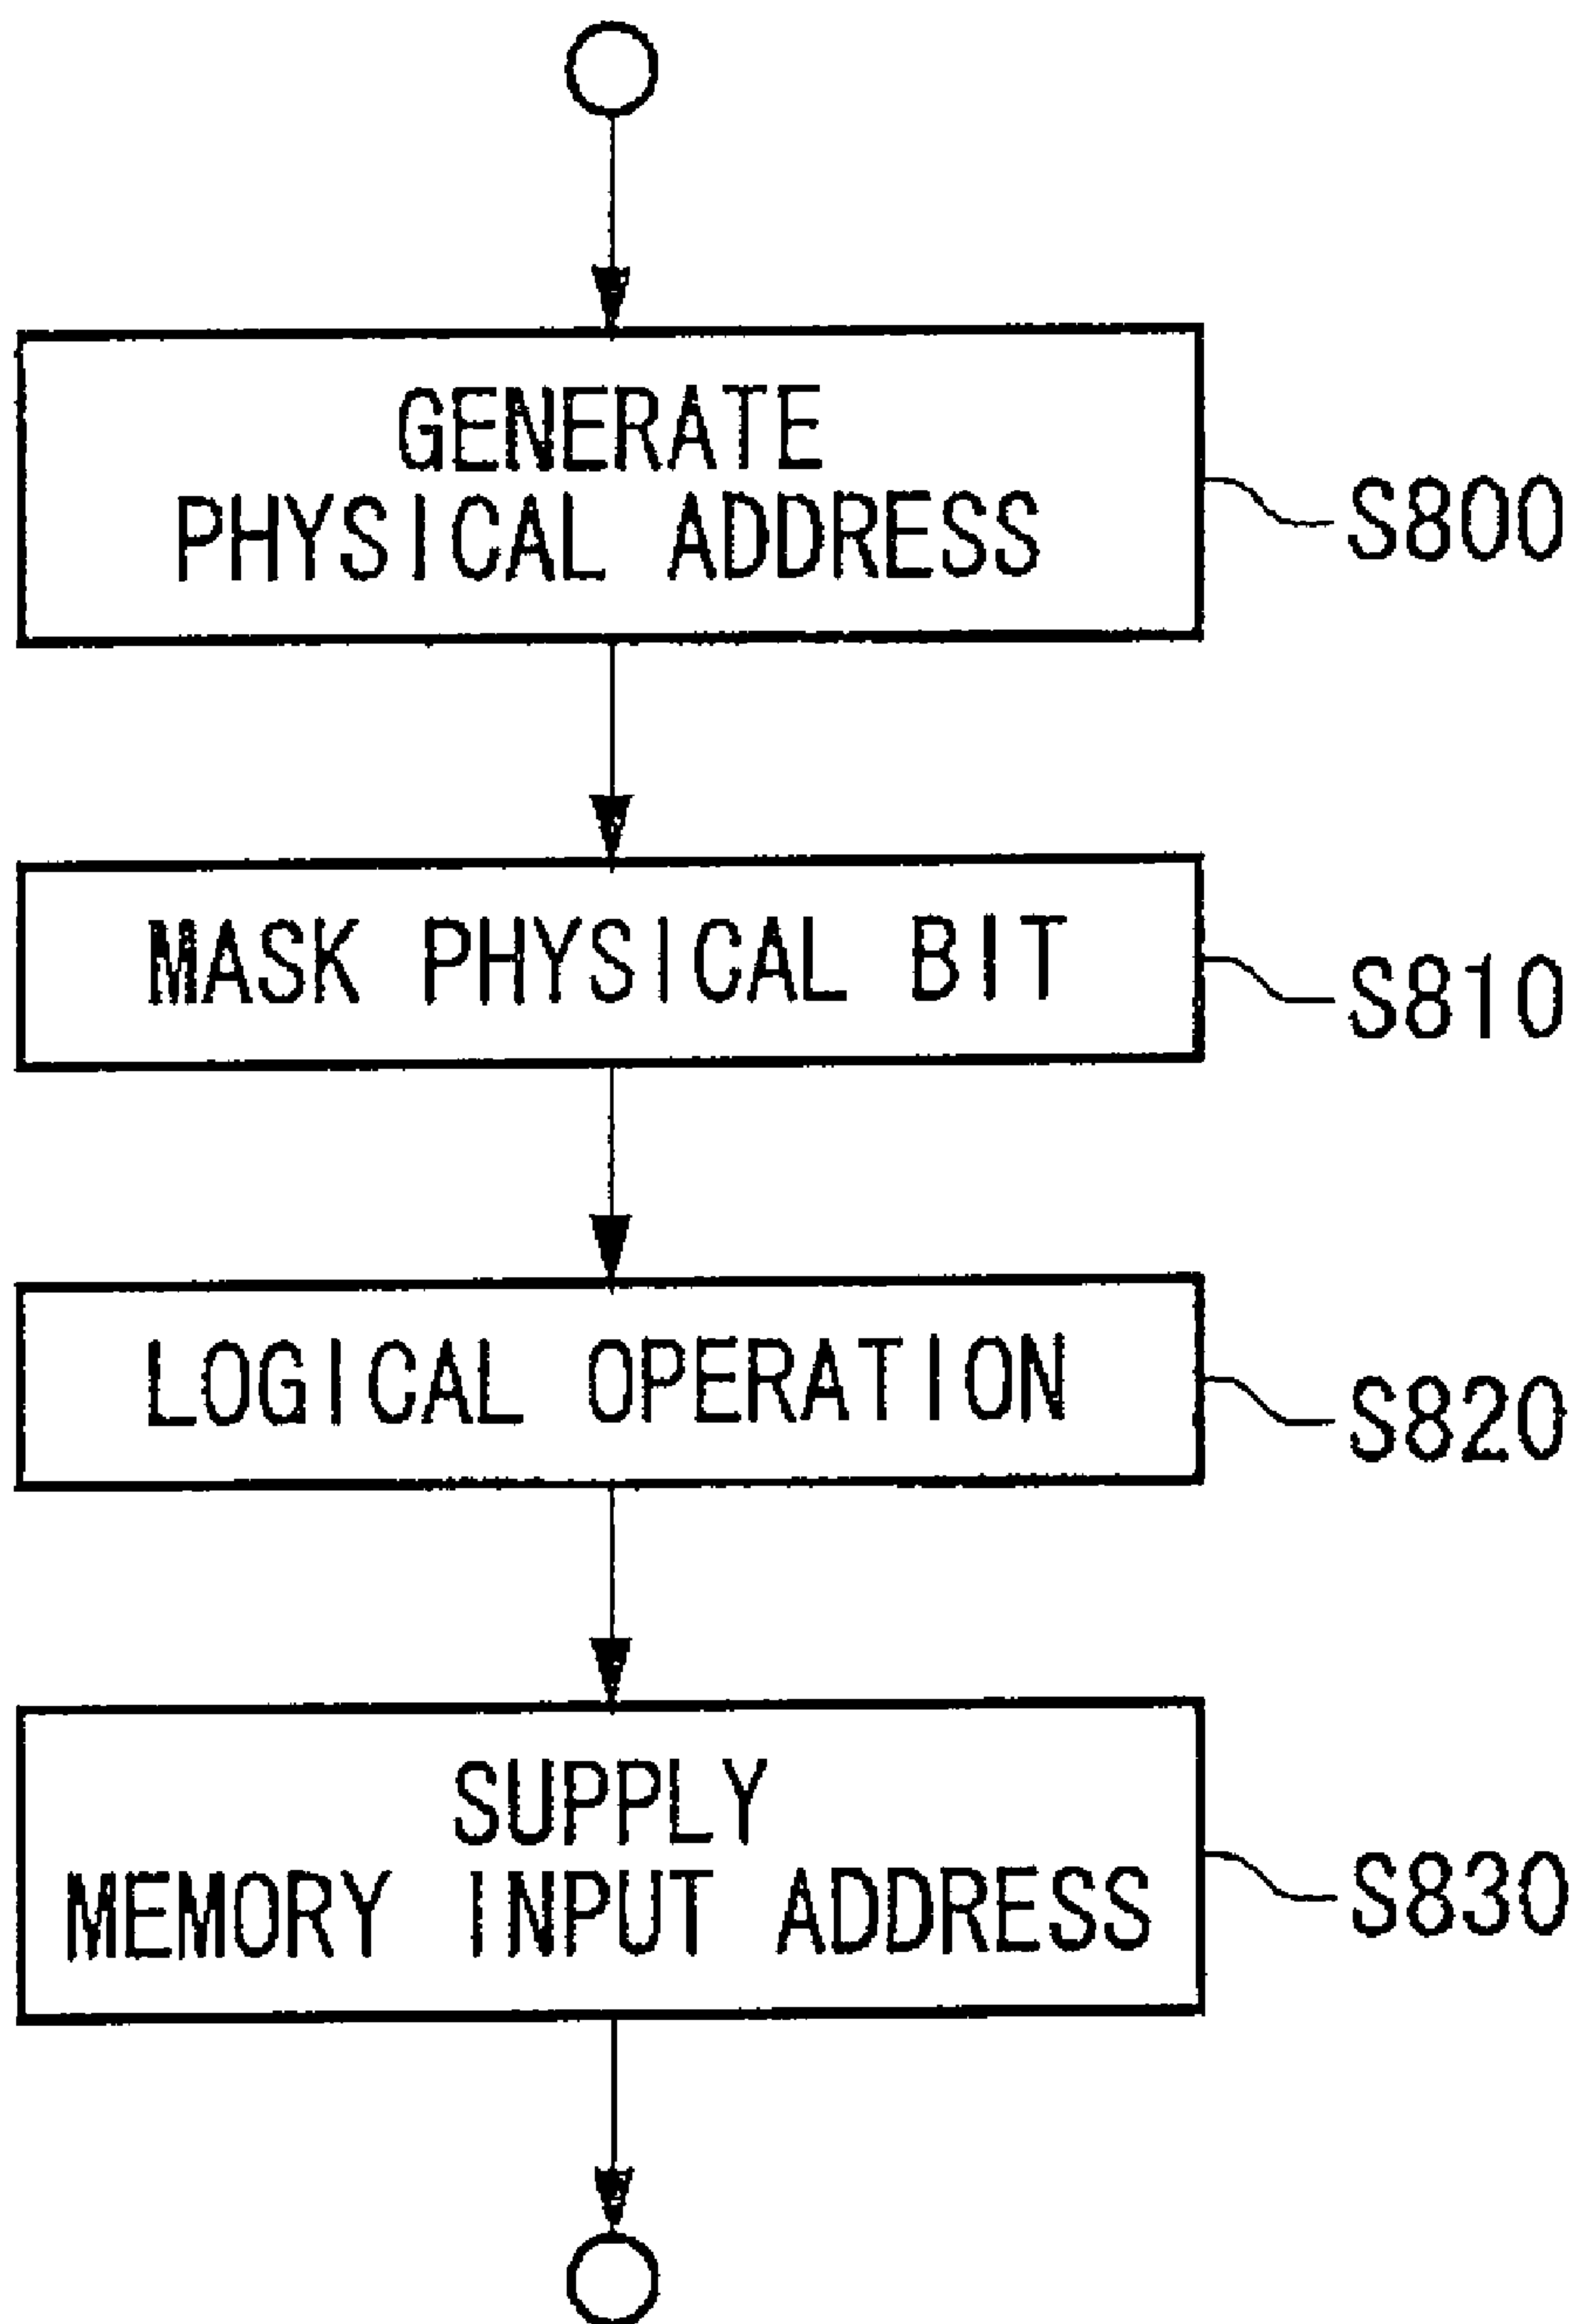 GENERATE
PHYSICAL ADDRESS
S800
MASK PHYSICAL BIT
S810
LOGICAL OPERATION
S820
SUPPLY
MEMORY INPUT ADDRESS
S830